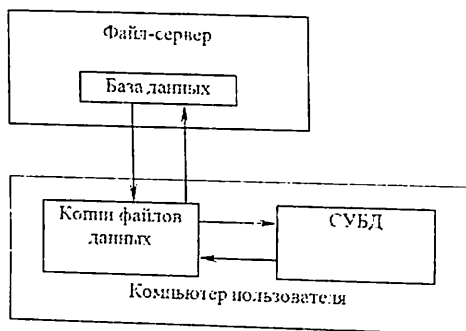 Файл-сервер
База данных
Копии файлов
данных
СУБД
Компьютер пользователя